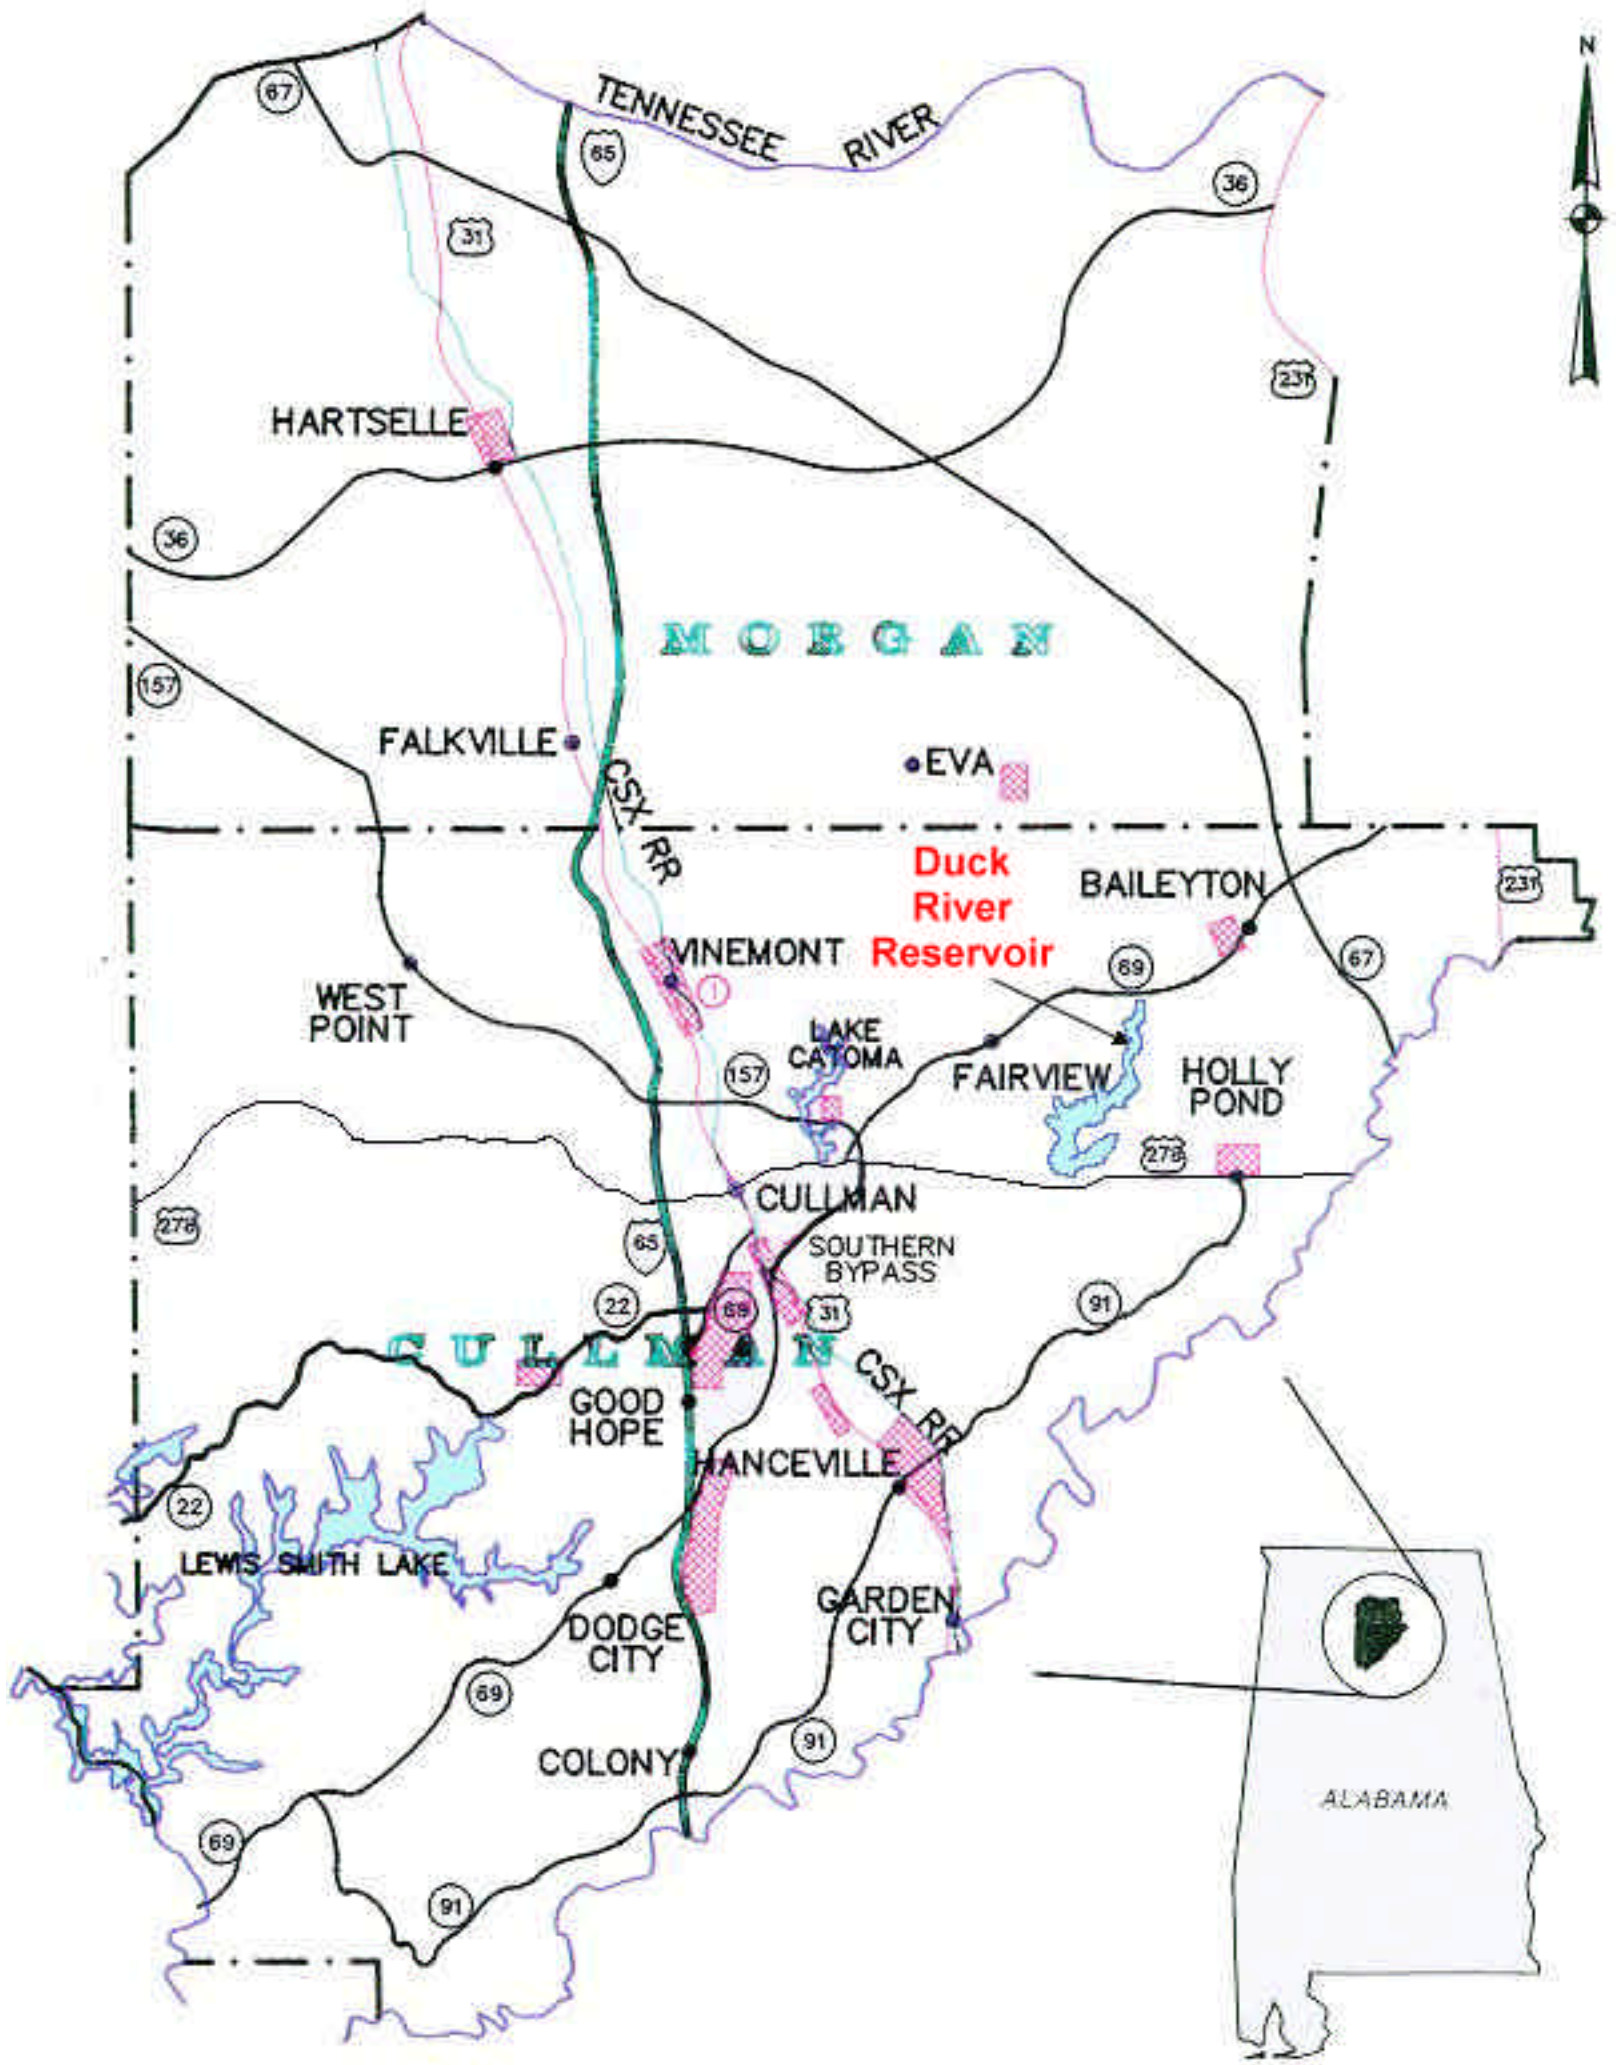 N
67
TENNESSEE RIVER
65
36
31
231
HARTSELLE
36
MORGAN
157
FALKVILLE
EVA
CSX RR
Duck
River
Reservoir
BAILEYTON
231
VINEMONT
69
67
1
WEST
POINT
LAKE
CATOMA
157
FAIRVIEW
HOLLY
POND
278
CULLMAN
278
65
SOUTHERN
BYPASS
22
69
31
91
CULLMAN
CSX RR
GOOD
HOPE
HANCEVILLE
22
LEWIS SMITH LAKE
DODGE
CITY
GARDEN
CITY
69
91
COLONY
ALABAMA
69
91